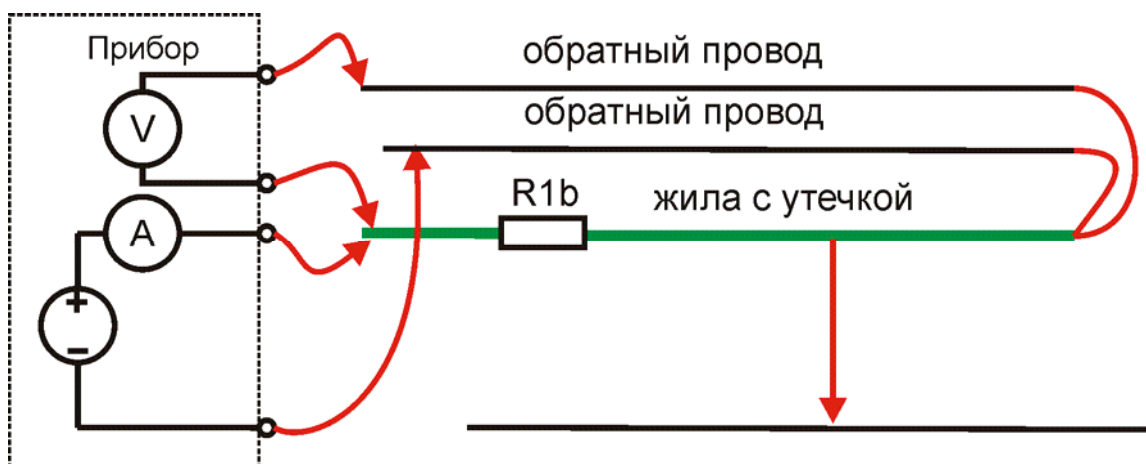 Прибор
обратный провод
обратный провод
V
R1b
жила с утечкой
A
+
−